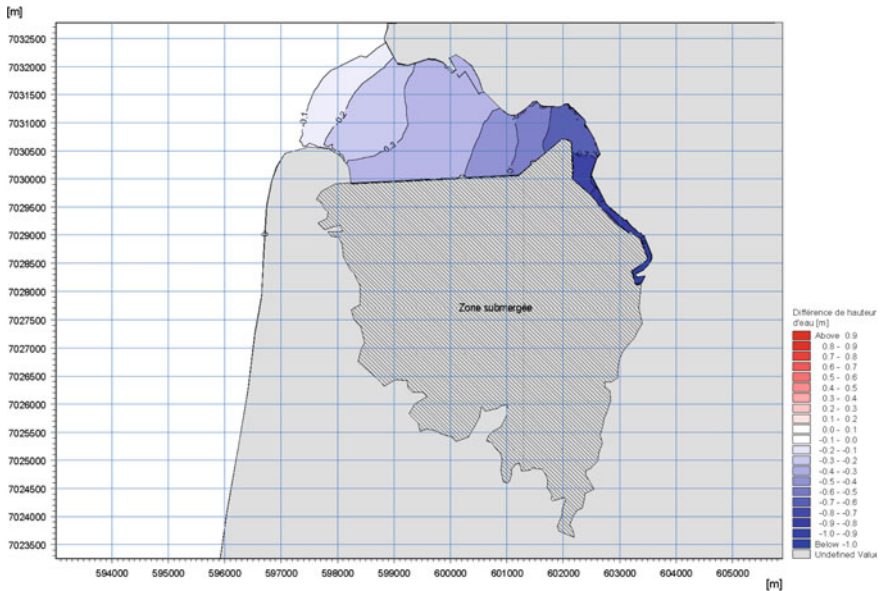 [m]
7032500
7032000
7031500
7031000
7030500
7030000
7029500
7029000
7028500
7028000
7027500
7027000
7026500
7026000
7025500
7025000
7024500
7024000
7023500
-0.1
-0.2
-0.3
-0.7
Zone submergée
594000 595000 596000 597000 598000 599000 600000 601000 602000 603000 604000 605000
[m]
Différence de hauteur
d'eau [m]
Above 0.9
0.8 - 0.9
0.7 - 0.8
0.6 - 0.7
0.5 - 0.6
0.4 - 0.5
0.3 - 0.4
0.2 - 0.3
0.1 - 0.2
0.0 - 0.1
-0.1 - 0.0
-0.2 - -0.1
-0.3 - -0.2
-0.4 - -0.3
-0.5 - -0.4
-0.6 - -0.5
-0.7 - -0.6
-0.8 - -0.7
-0.9 - -0.8
-1.0 - -0.9
Below -1.0
Undefined Value